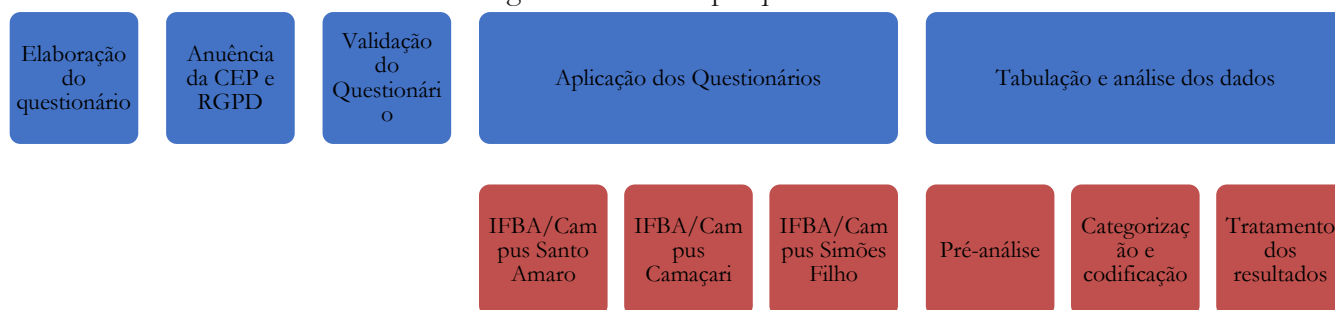 Elaboração
do
questionário
Anuência
da CEP e
RGPD
Validação
do
Questionári
o
Aplicação dos Questionários
Tabulação e análise dos dados
IFBA/Cam
pus Santo
Amaro
IFBA/Cam
pus
Camaçari
IFBA/Cam
pus Simões
Filho
Pré-análise
Categorizaç
ão e
codificação
Tratamento
dos
resultados